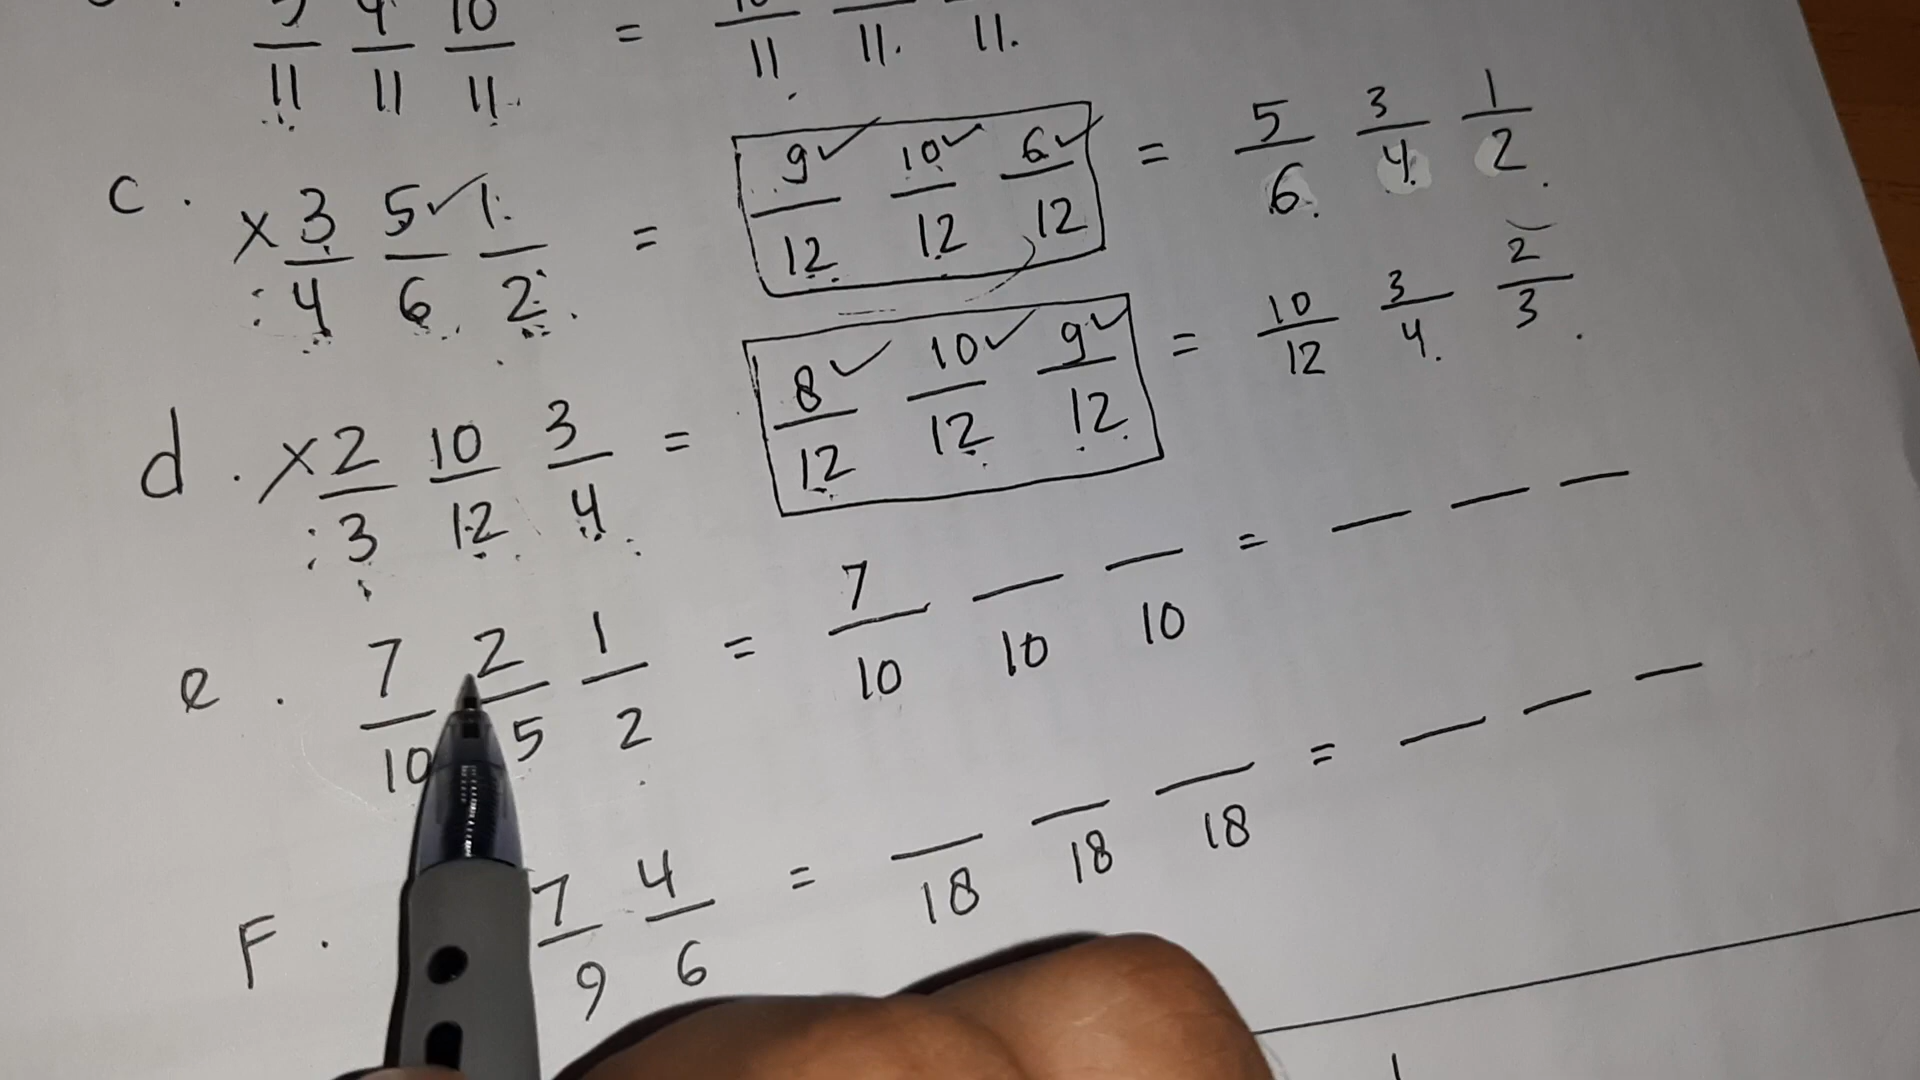 4/11 10/11 = /11 /11. /11.
c. x 3/4 5/6 ✓ 1/2 = 9/12 ✓ 10/12 ✓ 6/12 ✓ = 5/6 3/4 1/2
d. x 2/3 10/12 3/4 = 8/12 ✓ 10/12 ✓ 9/12 ✓ = 10/12 3/4 2/3
e. 7/10 2/5 1/2 = 7/10 /10 /10 = — — —
F. 7/9 4/6 = /18 /18 /18 = — — —